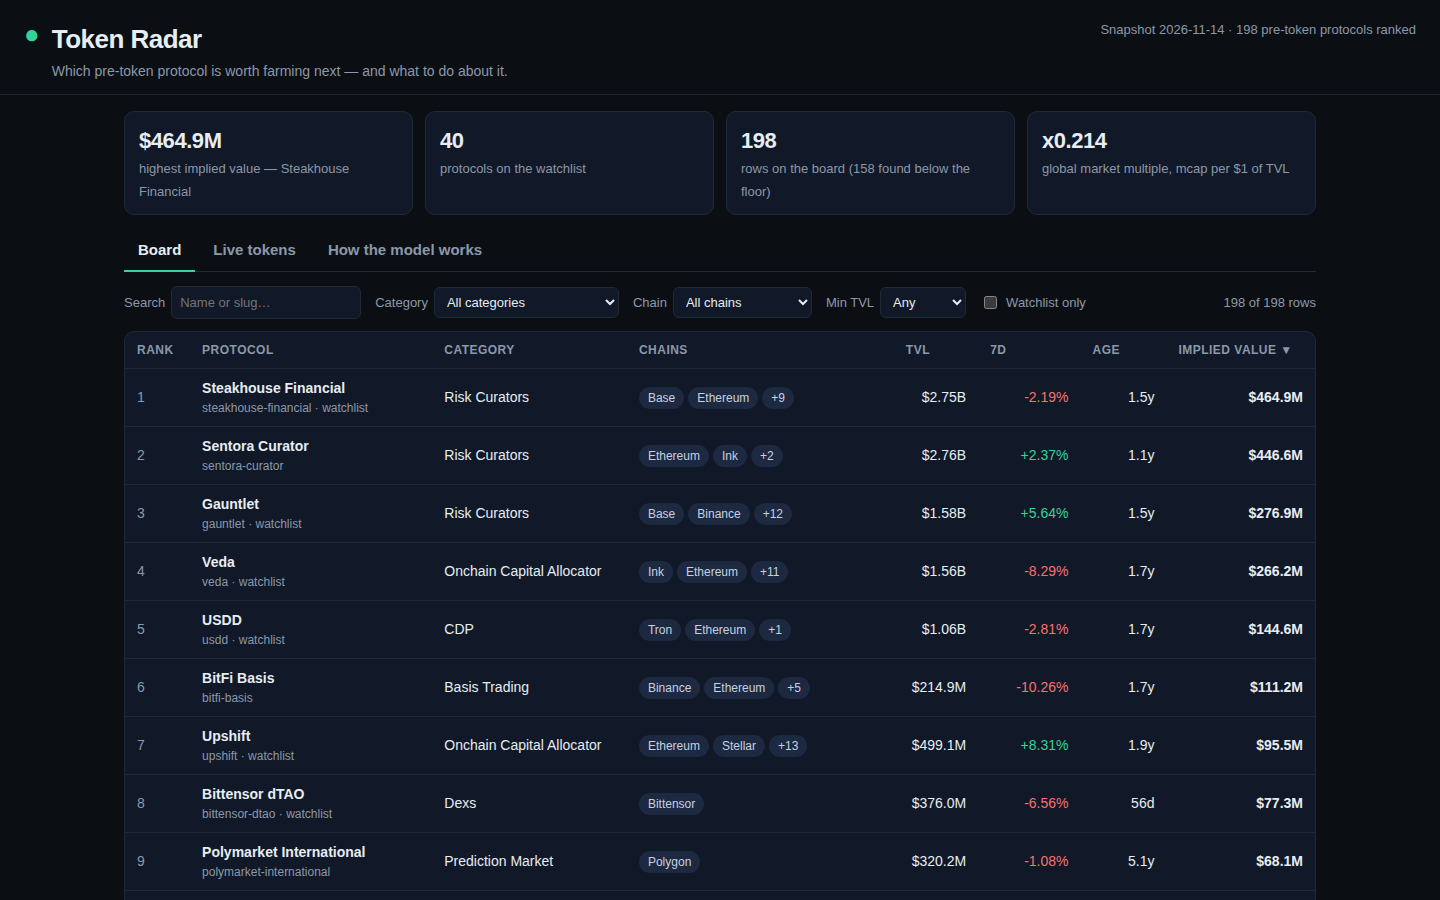 Token Radar
Snapshot 2026-11-14 · 198 pre-token protocols ranked
Which pre-token protocol is worth farming next — and what to do about it.
$464.9M
highest implied value — Steakhouse
Financial
40
protocols on the watchlist
198
rows on the board (158 found below the
floor)
x0.214
global market multiple, mcap per $1 of TVL
Board Live tokens How the model works
Search Name or slug… Category All categories Chain All chains Min TVL Any Watchlist only 198 of 198 rows
RANK PROTOCOL CATEGORY CHAINS TVL 7D AGE IMPLIED VALUE ▼
1 Steakhouse Financial Risk Curators Base Ethereum +9 $2.75B -2.19% 1.5y $464.9M
steakhouse-financial · watchlist
2 Sentora Curator Risk Curators Ethereum Ink +2 $2.76B +2.37% 1.1y $446.6M
sentora-curator
3 Gauntlet Risk Curators Base Binance +12 $1.58B +5.64% 1.5y $276.9M
gauntlet · watchlist
4 Veda Onchain Capital Allocator Ink Ethereum +11 $1.56B -8.29% 1.7y $266.2M
veda · watchlist
5 USDD CDP Tron Ethereum +1 $1.06B -2.81% 1.7y $144.6M
usdd · watchlist
6 BitFi Basis Basis Trading Binance Ethereum +5 $214.9M -10.26% 1.7y $111.2M
bitfi-basis
7 Upshift Onchain Capital Allocator Ethereum Stellar +13 $499.1M +8.31% 1.9y $95.5M
upshift · watchlist
8 Bittensor dTAO Dexs Bittensor $376.0M -6.56% 56d $77.3M
bittensor-dtao · watchlist
9 Polymarket International Prediction Market Polygon $320.2M -1.08% 5.1y $68.1M
polymarket-international